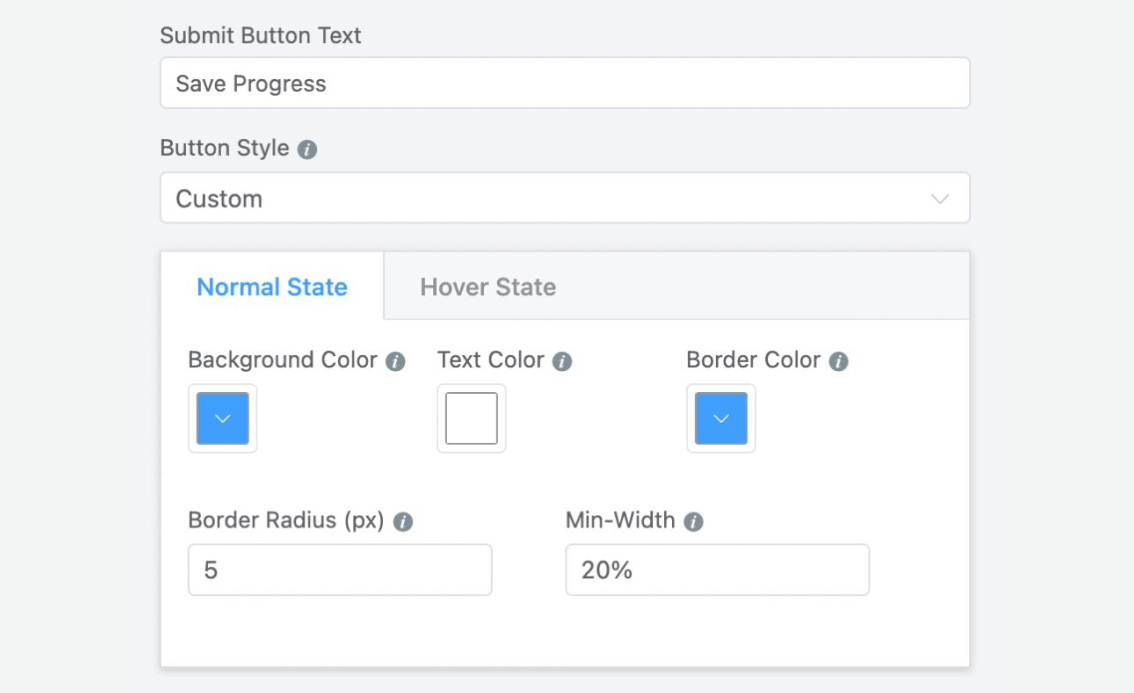 Submit Button Text
Save Progress
Button Style
Custom
Normal State Hover State
Background Color Text Color Border Color
Border Radius (px) Min-Width
5 20%